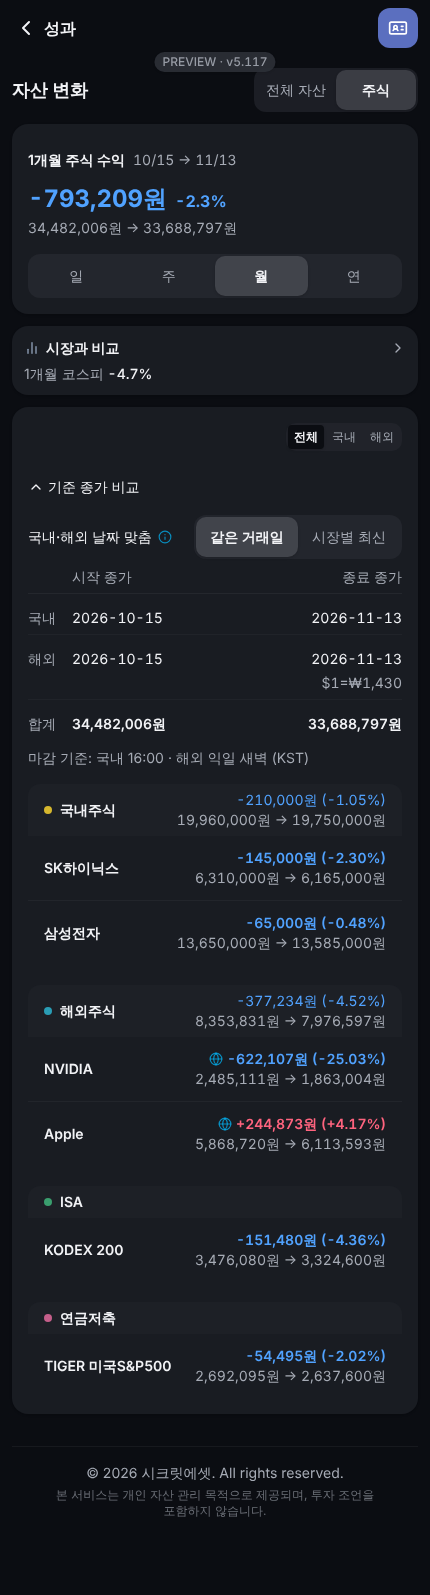 성과
PREVIEW · v5.117
자산 변화
전체 자산 주식
1개월 주식 수익 10/15 → 11/13
-793,209원 -2.3%
34,482,006원 → 33,688,797원
일 주 월 연
시장과 비교
1개월 코스피 -4.7%
전체 국내 해외
기준 종가 비교
국내·해외 날짜 맞춤 같은 거래일 시장별 최신
시작 종가 종료 종가
국내 2026-10-15 2026-11-13
해외 2026-10-15 2026-11-13
$1=₩1,430
합계 34,482,006원 33,688,797원
마감 기준: 국내 16:00 · 해외 익일 새벽 (KST)
국내주식 -210,000원 (-1.05%)
19,960,000원 → 19,750,000원
SK하이닉스 -145,000원 (-2.30%)
6,310,000원 → 6,165,000원
삼성전자 -65,000원 (-0.48%)
13,650,000원 → 13,585,000원
해외주식 -377,234원 (-4.52%)
8,353,831원 → 7,976,597원
NVIDIA -622,107원 (-25.03%)
2,485,111원 → 1,863,004원
Apple +244,873원 (+4.17%)
5,868,720원 → 6,113,593원
ISA
KODEX 200 -151,480원 (-4.36%)
3,476,080원 → 3,324,600원
연금저축
TIGER 미국S&P500 -54,495원 (-2.02%)
2,692,095원 → 2,637,600원
© 2026 시크릿에셋. All rights reserved.
본 서비스는 개인 자산 관리 목적으로 제공되며, 투자 조언을
포함하지 않습니다.